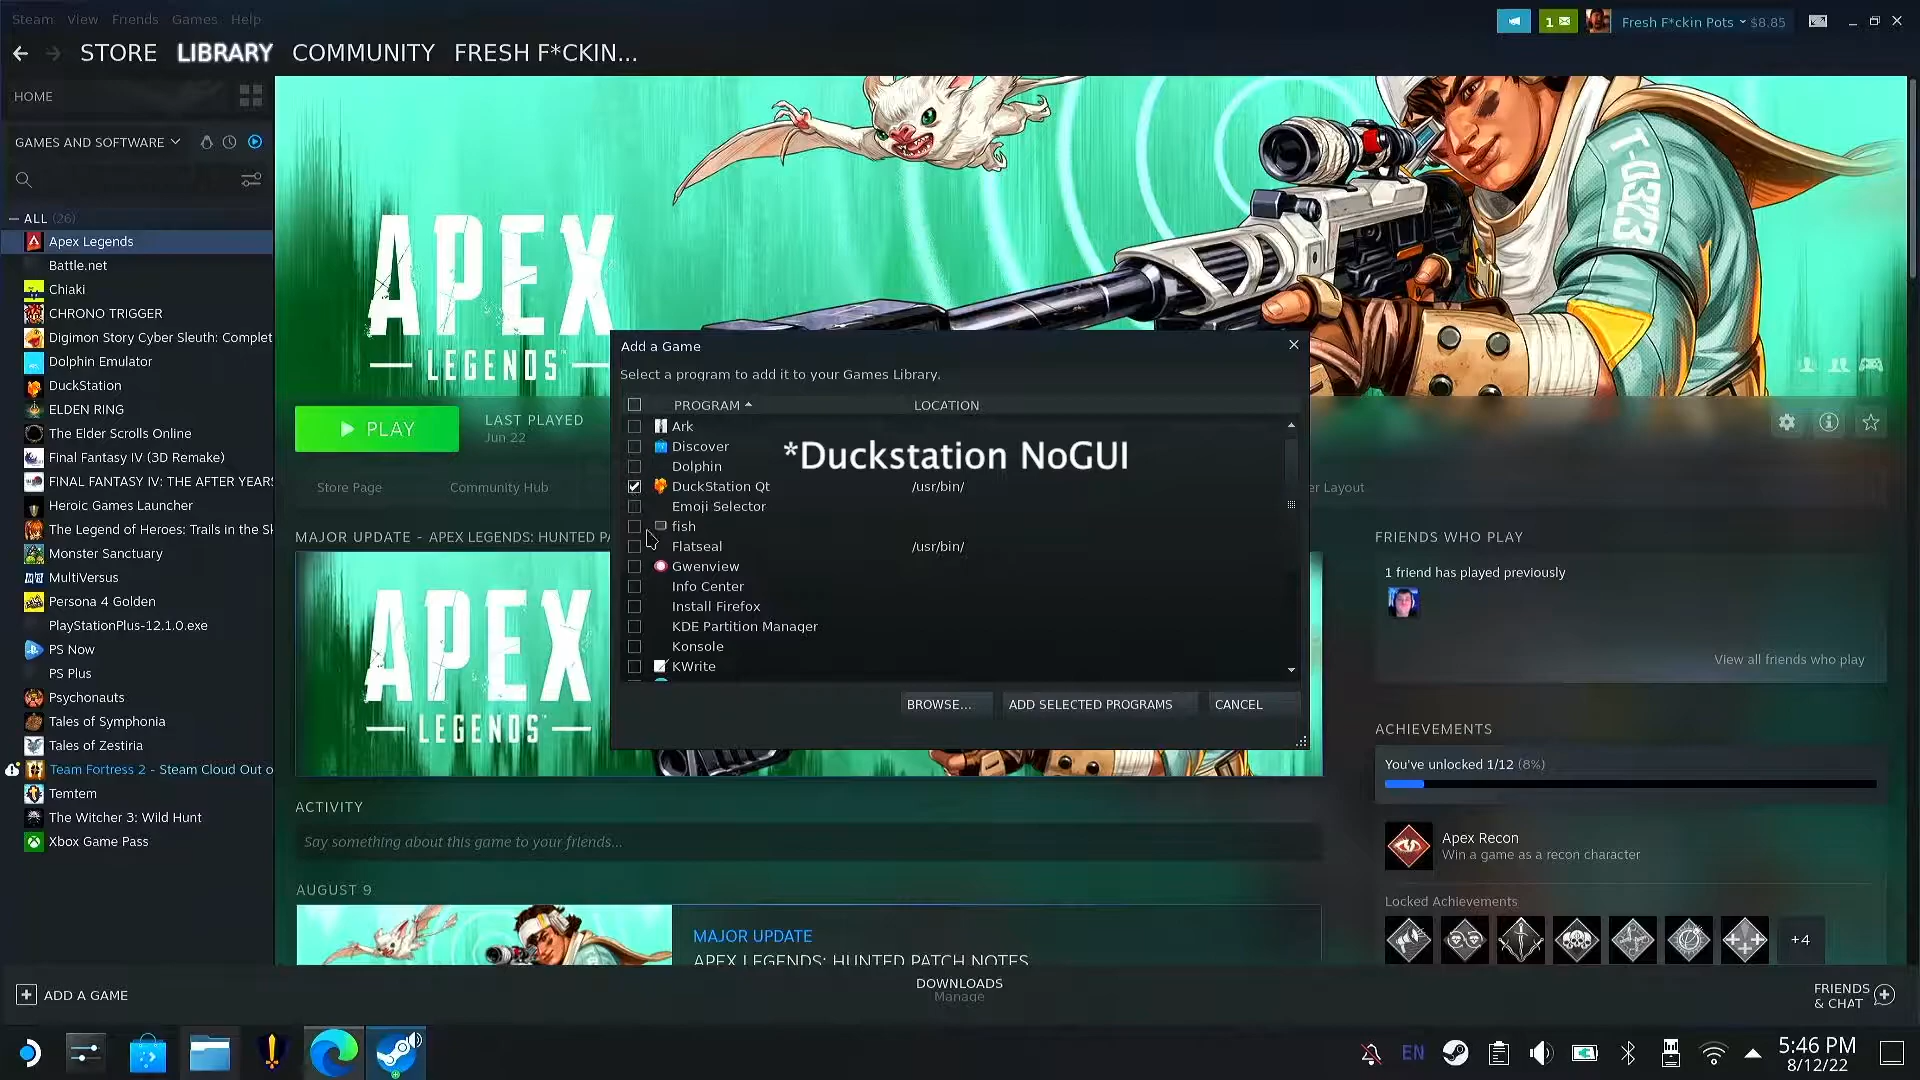 Steam View Friends Games Help
1
Fresh F*ckin Pots $8.85
STORE LIBRARY COMMUNITY FRESH F*CKIN...
HOME
GAMES AND SOFTWARE
ALL (26)
Apex Legends
Battle.net
Chiaki
CHRONO TRIGGER
Digimon Story Cyber Sleuth: Complet
Dolphin Emulator
DuckStation
ELDEN RING
The Elder Scrolls Online
Final Fantasy IV (3D Remake)
FINAL FANTASY IV: THE AFTER YEARS
Heroic Games Launcher
The Legend of Heroes: Trails in the Sk
Monster Sanctuary
MultiVersus
Persona 4 Golden
PlayStationPlus-12.1.0.exe
PS Now
PS Plus
Psychonauts
Tales of Symphonia
Tales of Zestiria
Team Fortress 2 - Steam Cloud Out o
Temtem
The Witcher 3: Wild Hunt
Xbox Game Pass
T-0323
APEX
LEGENDS
PLAY
LAST PLAYED
Jun 22
Store Page Community Hub
er Layout
MAJOR UPDATE - APEX LEGENDS: HUNTED P
APEX
LEGENDS
Add a Game
Select a program to add it to your Games Library.
PROGRAM LOCATION
Ark
Discover
*Duckstation NoGUI
Dolphin
DuckStation Qt /usr/bin/
Emoji Selector
fish
Flatseal /usr/bin/
Gwenview
Info Center
Install Firefox
KDE Partition Manager
Konsole
KWrite
BROWSE... ADD SELECTED PROGRAMS CANCEL
FRIENDS WHO PLAY
1 friend has played previously
View all friends who play
ACHIEVEMENTS
You've unlocked 1/12 (8%)
Apex Recon
Win a game as a recon character
Locked Achievements
+4
ACTIVITY
Say something about this game to your friends...
AUGUST 9
MAJOR UPDATE
APEX LEGENDS: HUNTED PATCH NOTES
ADD A GAME
DOWNLOADS
Manage
FRIENDS
& CHAT
EN
5:46 PM
8/12/22